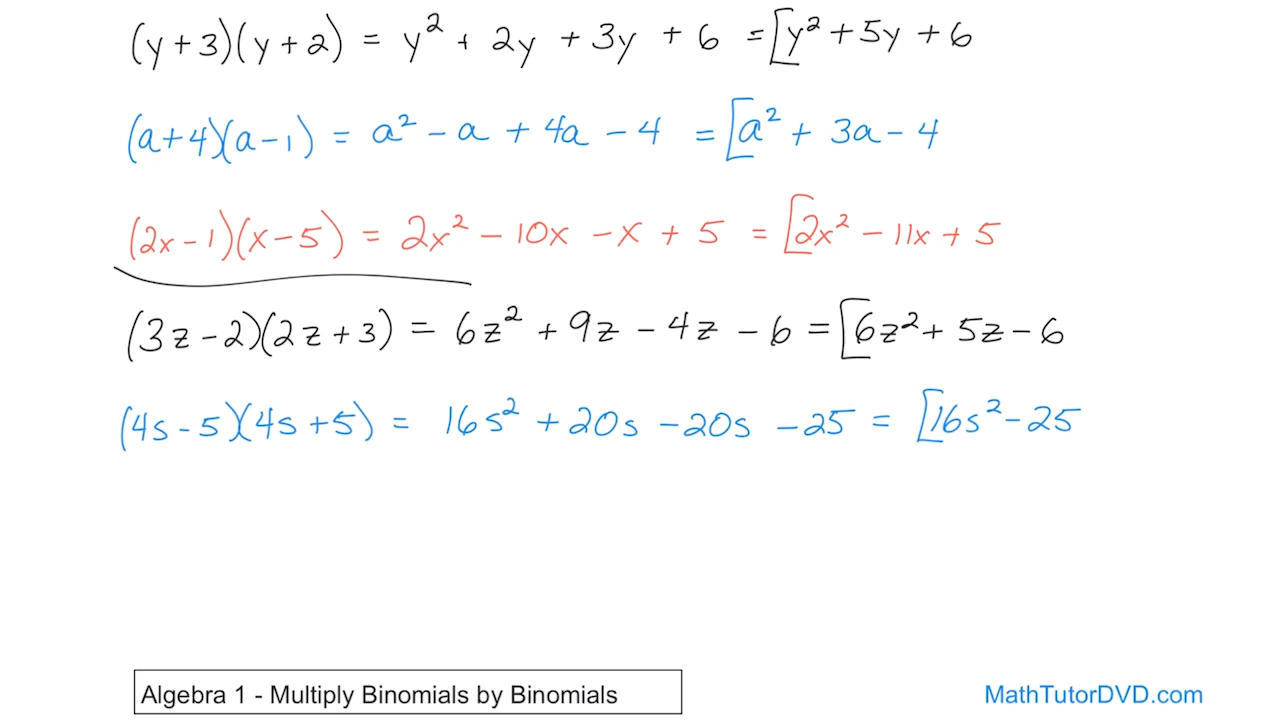 (y + 3)(y + 2) = y² + 2y + 3y + 6 = [y² + 5y + 6
(a + 4)(a - 1) = a² - a + 4a - 4 = [a² + 3a - 4
(2x - 1)(x - 5) = 2x² - 10x - x + 5 = [2x² - 11x + 5
(3z - 2)(2z + 3) = 6z² + 9z - 4z - 6 = [6z² + 5z - 6
(4s - 5)(4s + 5) = 16s² + 20s - 20s - 25 = [16s² - 25
Algebra 1 - Multiply Binomials by Binomials
MathTutorDVD.com